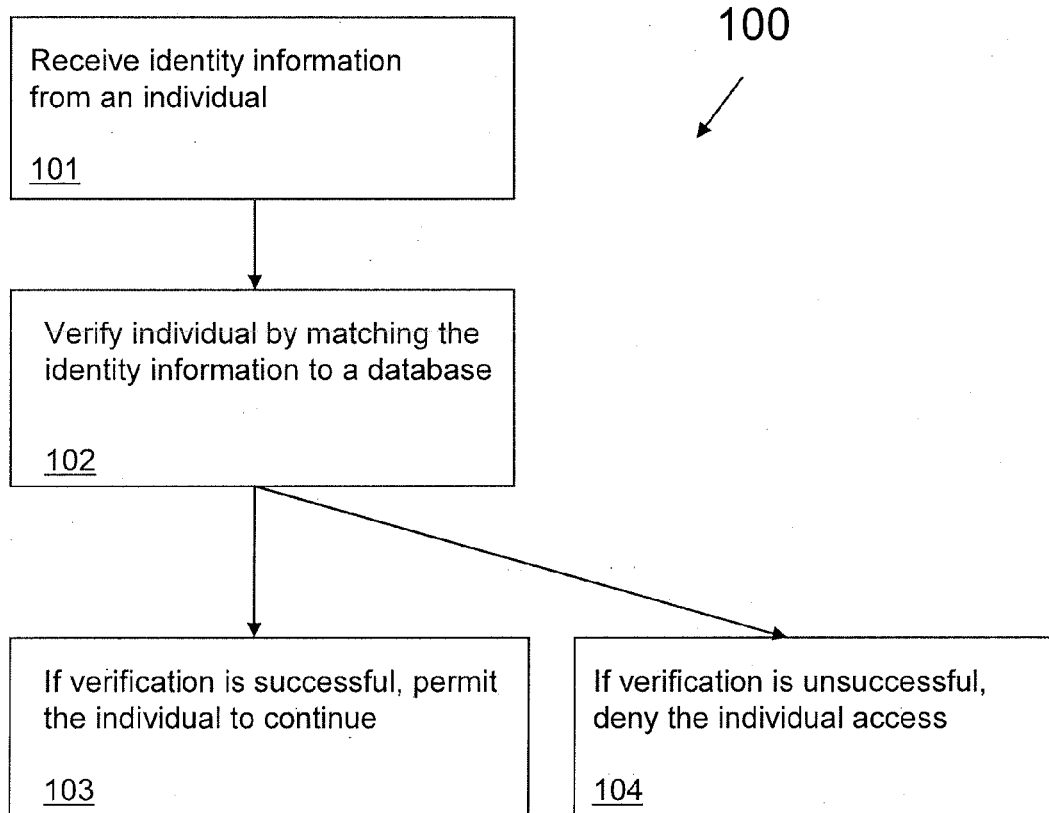 100
Receive identity information
from an individual
101
Verify individual by matching the
identity information to a database
102
If verification is successful, permit
the individual to continue
103
If verification is unsuccessful,
deny the individual access
104